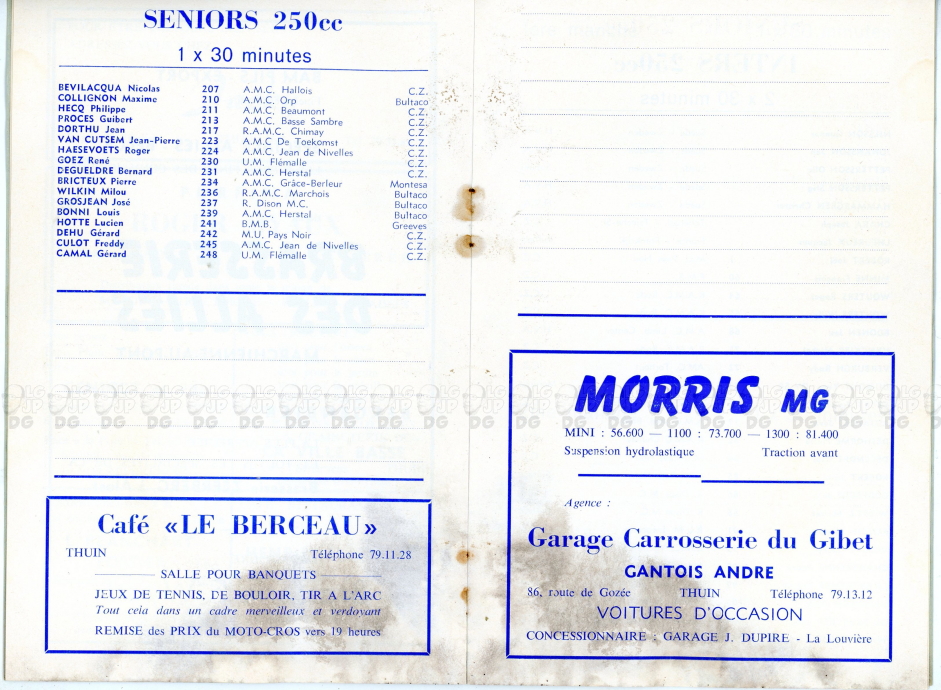 SENIORS 250cc
1 x 30 minutes
BEVILACQUA Nicolas 207 A.M.C. Hallois C.Z.
COLLIGNON Maxime 210 A.M.C. Orp Bultaco
HECQ Philippe 211 A.M.C. Beaumont C.Z.
PROCES Guibert 213 A.M.C. Basse Sambre C.Z.
DORTHU Jean 217 R.A.M.C. Chimay C.Z.
VAN CUTSEM Jean-Pierre 223 A.M.C De Toekomst C.Z.
HAESEVOETS Roger 224 A.M.C. Jean de Nivelles C.Z.
GOEZ René 230 U.M. Flémalle C.Z.
DEGUELDRE Bernard 231 A.M.C. Herstal C.Z.
BRICTEUX Pierre 234 A.M.C. Grâce-Berleur Montesa
WILKIN Milou 236 R.A.M.C. Marchois Bultaco
GROSJEAN José 237 R. Dison M.C. Bultaco
BONNI Louis 239 A.M.C. Herstal Bultaco
HOTTE Lucien 241 B.M.B. Greeves
DEHU Gérard 242 M.U. Pays Noir C.Z.
CULOT Freddy 245 A.M.C. Jean de Nivelles C.Z.
CAMAL Gérard 248 U.M. Flémalle C.Z.
Café «LE BERCEAU»
THUIN Téléphone 79.11.28
SALLE POUR BANQUETS
JEUX DE TENNIS, DE BOULOIR, TIR A L'ARC
Tout cela dans un cadre merveilleux et verdoyant
REMISE des PRIX du MOTO-CROS vers 19 heures
MORRIS MG
MINI : 56.600 — 1100 : 73.700 — 1300 : 81.400
Suspension hydrolastique Traction avant
Agence :
Garage Carrosserie du Gibet
GANTOIS ANDRE
86, route de Gozée THUIN Téléphone 79.13.12
VOITURES D'OCCASION
CONCESSIONNAIRE : GARAGE J. DUPIRE - La Louvière